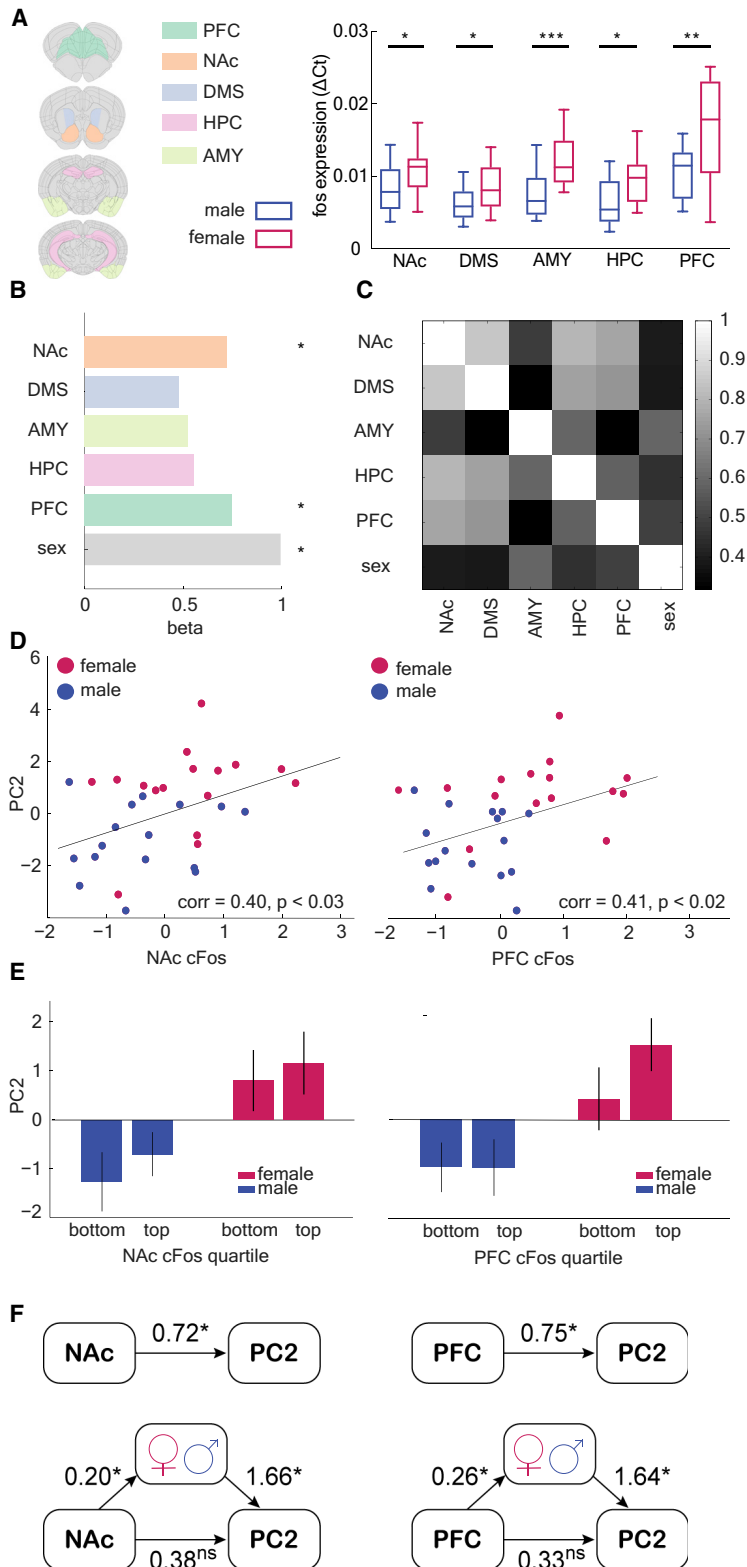 A
PFC
NAc
DMS
HPC
AMY
male
female
fos expression (ΔCt)
0.03
0.02
0.01
0
* * *** * **
NAc DMS AMY HPC PFC
B
NAc *
DMS
AMY
HPC
PFC *
sex *
0 0.5 1
beta
C
NAc
DMS
AMY
HPC
PFC
sex
NAc DMS AMY HPC PFC sex
1
0.9
0.8
0.7
0.6
0.5
0.4
D
6
4
2
0
−2
2
PC2
female
male
corr = 0.40, p < 0.03
−2 −1 0 1 2 3
NAc cFos
female
male
corr = 0.41, p < 0.02
−2 −1 0 1 2 3
PFC cFos
E
2
1
0
−1
−2
PC2
female
male
bottom top bottom top
NAc cFos quartile
female
male
bottom top bottom top
PFC cFos quartile
F
NAc 0.72* PC2
PFC 0.75* PC2
0.20* 1.66*
NAc PC2
0.38ns
0.26* 1.64*
PFC PC2
0.33ns